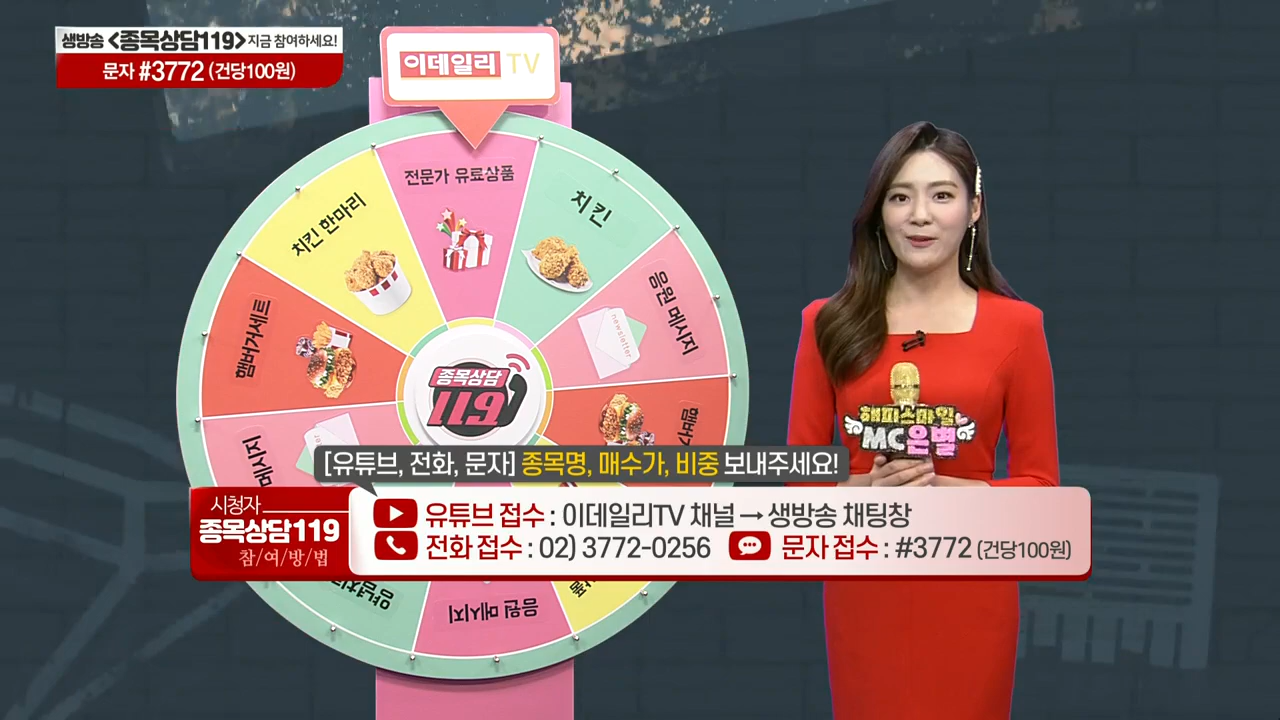 생방송 <종목상담119> 지금 참여하세요!
문자 #3772 (건당100원)
이데일리 TV
전문가 유료상품
치킨 한마리
치킨
응원 메시지
newsletter
햄버거세트
종목상담
119
메시지
해피스마일
MC은별
[유튜브, 전화, 문자] 종목명, 매수가, 비중 보내주세요!
시청자
종목상담119
참/여/방/법
유튜브 접수 : 이데일리TV 채널 → 생방송 채팅창
전화 접수 : 02) 3772-0256
문자 접수 : #3772 (건당100원)
응원 메시지